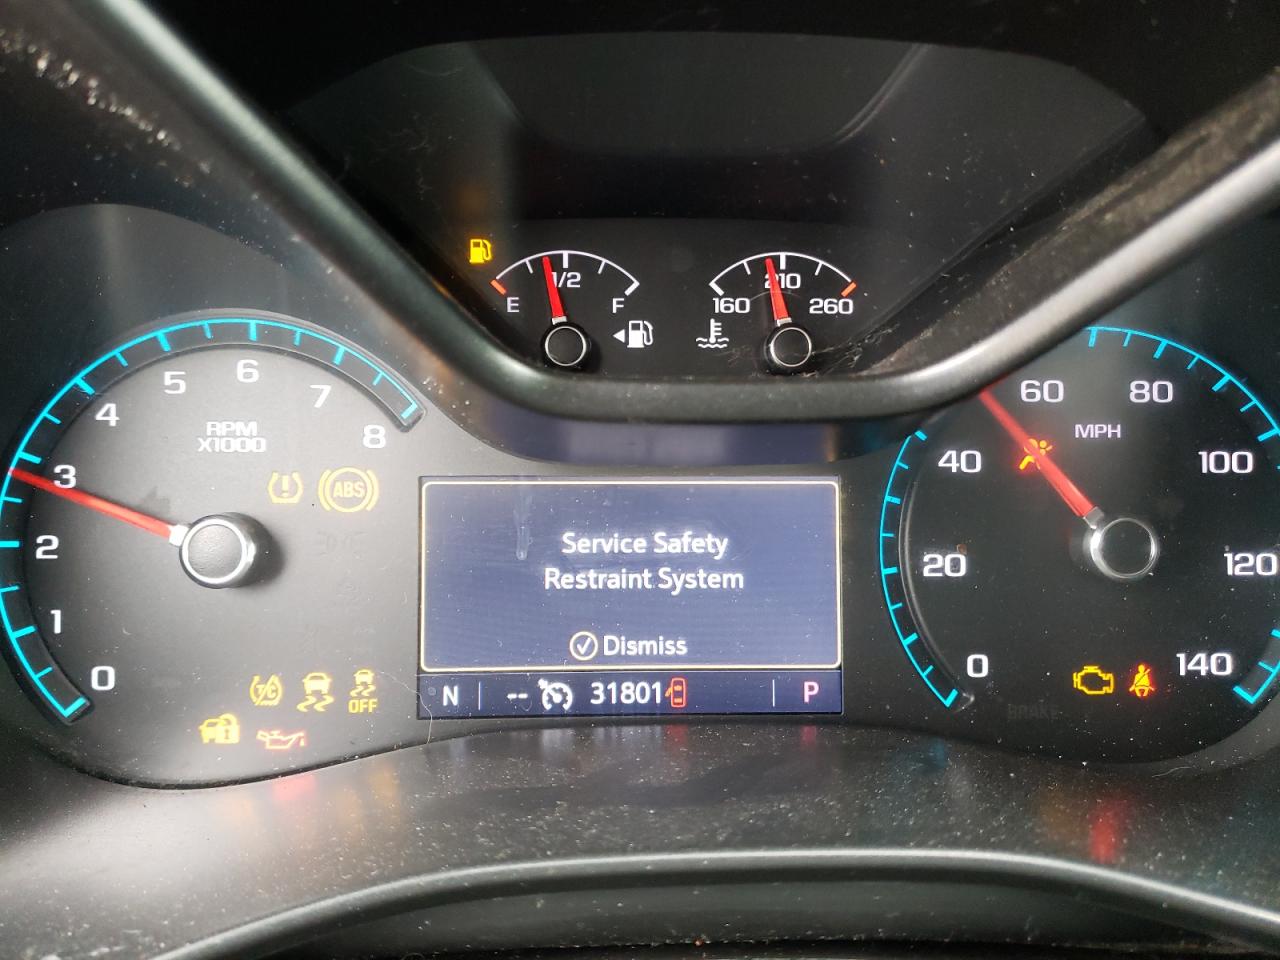 1/2
E F
210
160 260
0 1 2 3 4 5 6 7 8
RPM
X1000
ABS
T/C
OFF
Service Safety
Restraint System
Dismiss
N -- 31801 P
0 20 40 60 80 100 120 140
MPH
BRAKE